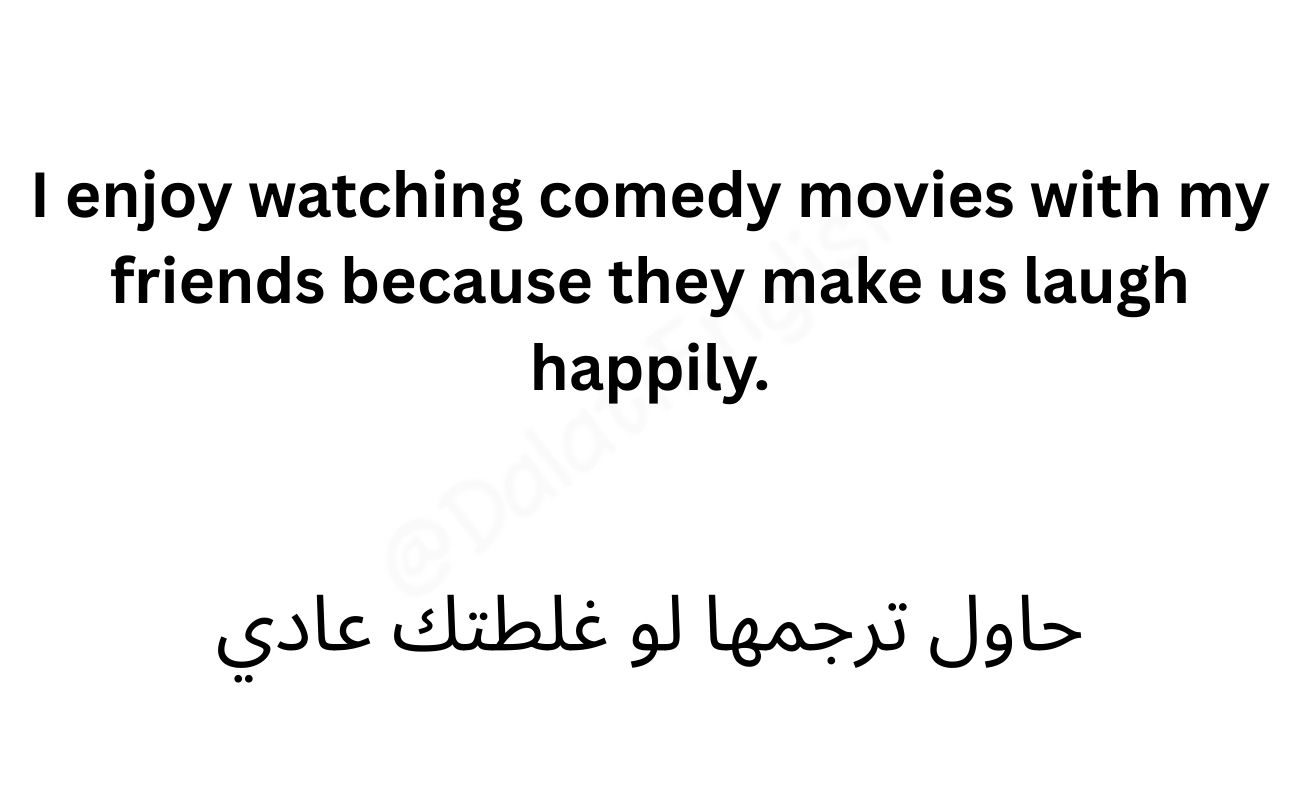 I enjoy watching comedy movies with my
friends because they make us laugh
happily.
@DalatEnglish
حاول ترجمها لو غلطتك عادي